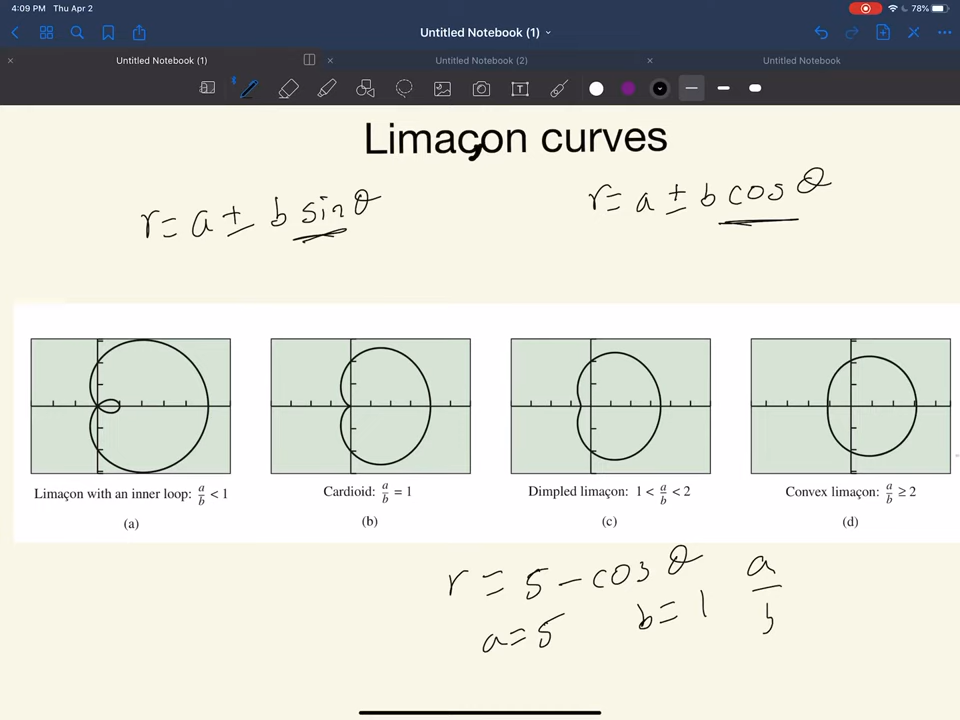 4:09 PM Thu Apr 2
78%
Untitled Notebook (1)
Untitled Notebook (1)
Untitled Notebook (2)
Untitled Notebook
Limaçon curves
r = a ± b sin θ
r = a ± b cos θ
Limaçon with an inner loop: a/b < 1
Cardioid: a/b = 1
Dimpled limaçon: 1 < a/b < 2
Convex limaçon: a/b ≥ 2
(a)
(b)
(c)
(d)
r = 5 - cos θ
a = 5 b = 1 a/b